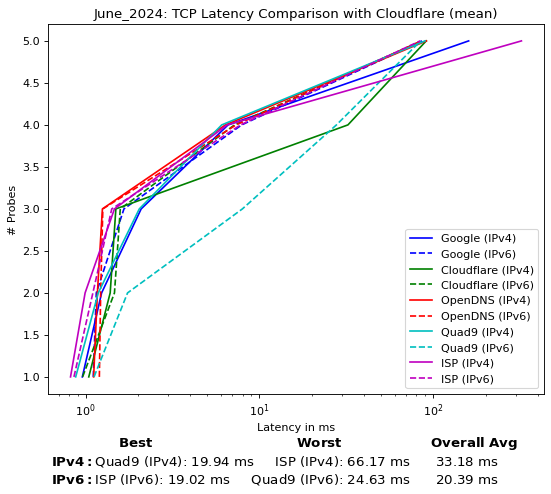 June_2024: TCP Latency Comparison with Cloudflare (mean)
# Probes
5.0
4.5
4.0
3.5
3.0
2.5
2.0
1.5
1.0
Google (IPv4)
Google (IPv6)
Cloudflare (IPv4)
Cloudflare (IPv6)
OpenDNS (IPv4)
OpenDNS (IPv6)
Quad9 (IPv4)
Quad9 (IPv6)
ISP (IPv4)
ISP (IPv6)
10⁰ 10¹ 10²
Latency in ms
Best Worst Overall Avg
IPv4: Quad9 (IPv4): 19.94 ms ISP (IPv4): 66.17 ms 33.18 ms
IPv6: ISP (IPv6): 19.02 ms Quad9 (IPv6): 24.63 ms 20.39 ms